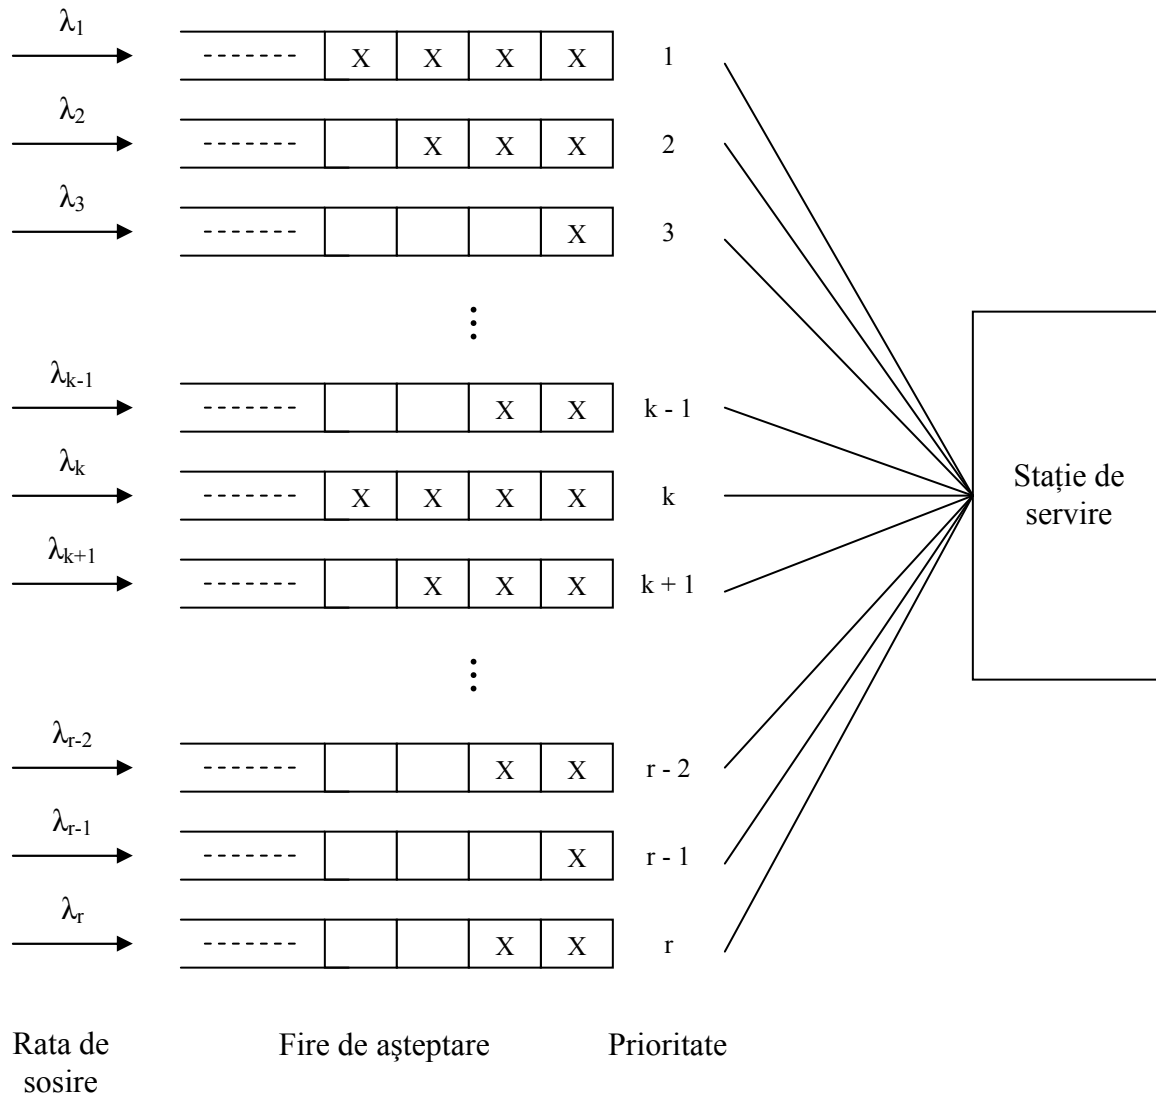 λ1
------- X X X X 1
λ2
------- X X X 2
λ3
------- X 3
⋮
λk-1
------- X X k - 1
λk
------- X X X X k
λk+1
------- X X X k + 1
Stație de
servire
⋮
λr-2
------- X X r - 2
λr-1
------- X r - 1
λr
------- X X r
Rata de
sosire
Fire de aşteptare
Prioritate